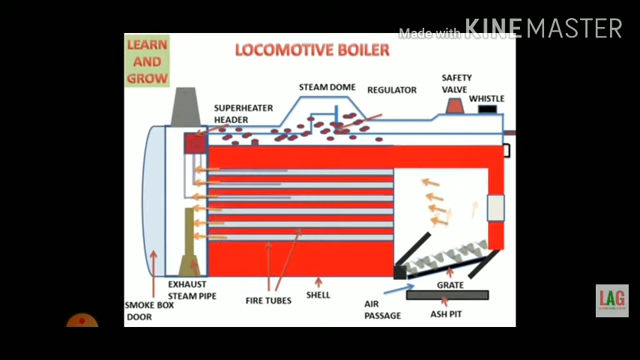 Made with KINEMASTER
LEARN
AND
GROW
LOCOMOTIVE BOILER
STEAM DOME
REGULATOR
SAFETY
VALVE
WHISTLE
SUPERHEATER
HEADER
EXHAUST
STEAM PIPE
SMOKE BOX
DOOR
FIRE TUBES
SHELL
AIR
PASSAGE
GRATE
ASH PIT
LAG